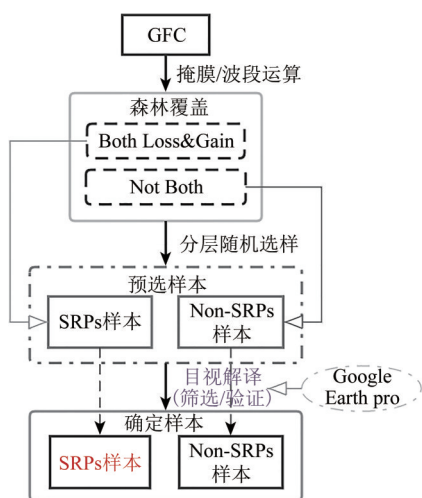 GFC
掩膜/波段运算
森林覆盖
Both Loss&Gain
Not Both
分层随机选样
预选样本
SRPs样本
Non-SRPs
样本
目视解译
(筛选/验证)
Google
Earth pro
确定样本
SRPs样本
Non-SRPs
样本